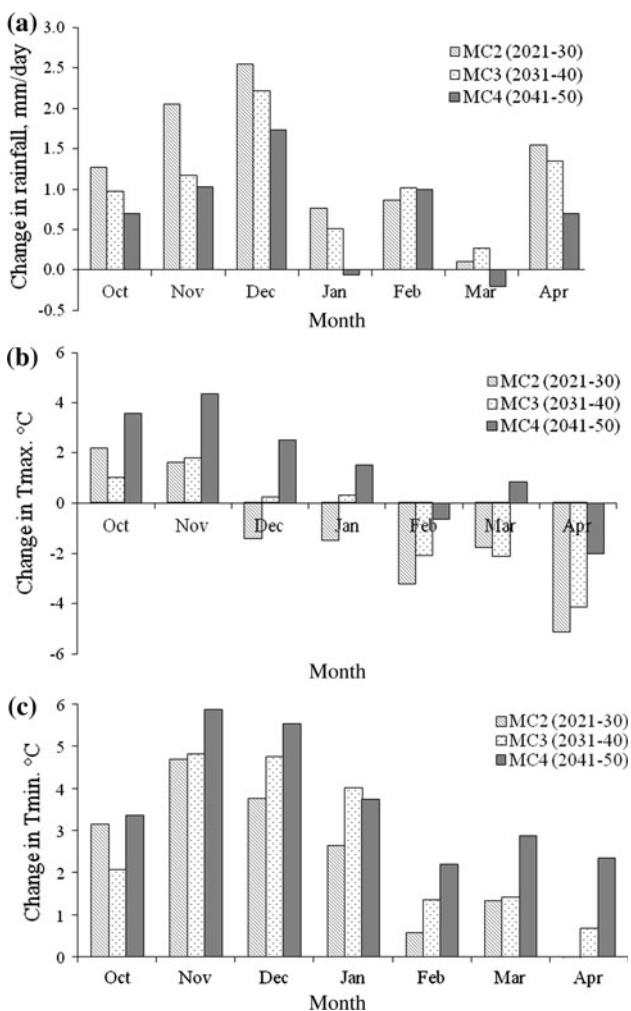 (a)
Change in rainfall, mm/day
3.0
2.5
2.0
1.5
1.0
0.5
0.0
-0.5
MC2 (2021-30)
MC3 (2031-40)
MC4 (2041-50)
Oct Nov Dec Jan Feb Mar Apr
Month
(b)
Change in Tmax. °C
6
4
2
0
-2
-4
-6
MC2 (2021-30)
MC3 (2031-40)
MC4 (2041-50)
Oct Nov Dec Jan Feb Mar Apr
Month
(c)
Change in Tmin. °C
6
5
4
3
2
1
0
MC2 (2021-30)
MC3 (2031-40)
MC4 (2041-50)
Oct Nov Dec Jan Feb Mar Apr
Month